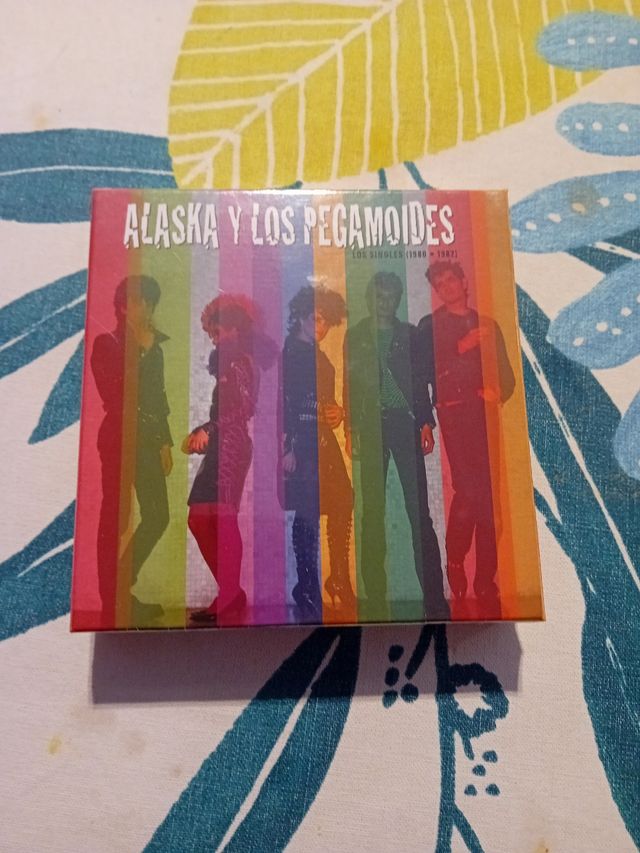 ALASKA Y LOS PEGAMOIDES
LOS SINGLES (1980 - 1982)